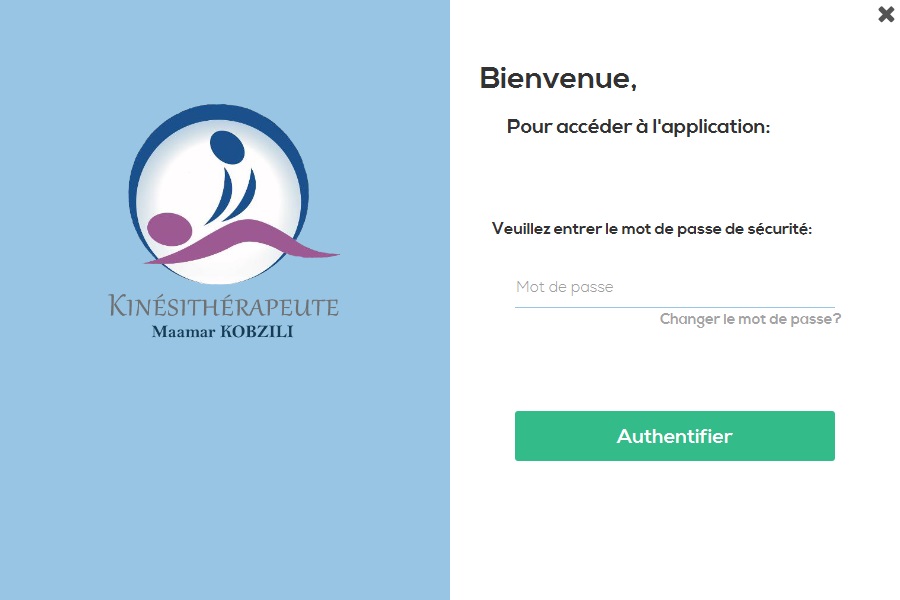 KINÉSITHÉRAPEUTE
Maamar KOBZILI
Bienvenue,
Pour accéder à l'application:
Veuillez entrer le mot de passe de sécurité:
Mot de passe
Changer le mot de passe?
Authentifier